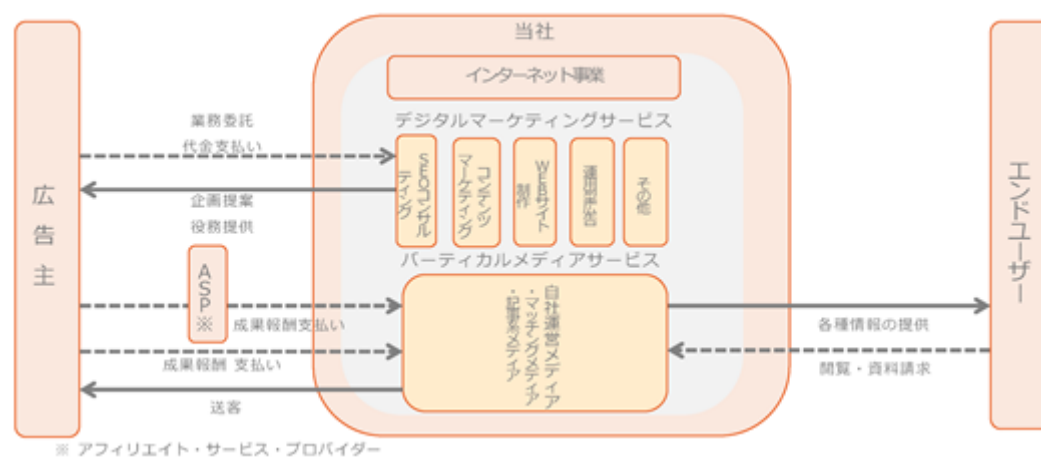 当社
インターネット事業
デジタルマーケティングサービス
業務委託
代金支払い
企画提案
役務提供
広告主
SEOコンサル
ティング
コンテンツ
マーケティング
WEBサイト
制作
運用型広告
その他
バーティカルメディアサービス
ASP※
成果報酬支払い
成果報酬 支払い
送客
自社運営メディア
・マッチングメディア
・記事系メディア
各種情報の提供
閲覧・資料請求
エンドユーザー
※ アフィリエイト・サービス・プロバイダー